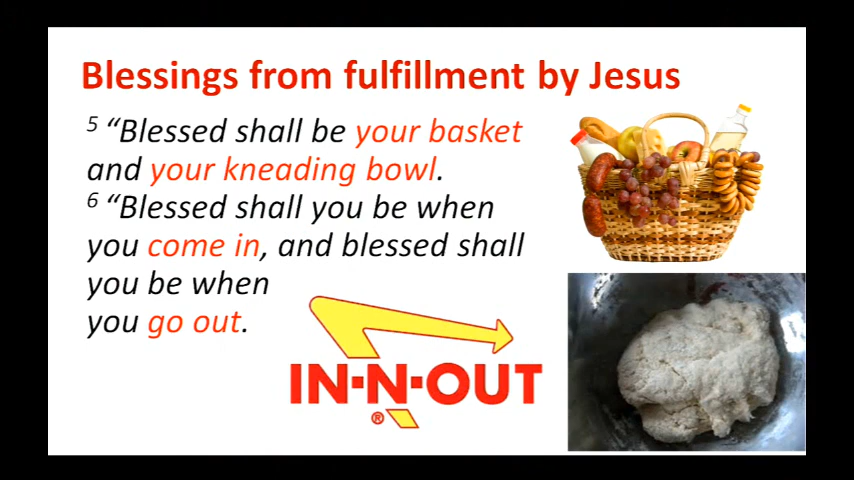 Blessings from fulfillment by Jesus
5 “Blessed shall be your basket
and your kneading bowl.
6 “Blessed shall you be when
you come in, and blessed shall
you be when
you go out.
IN-N-OUT
®